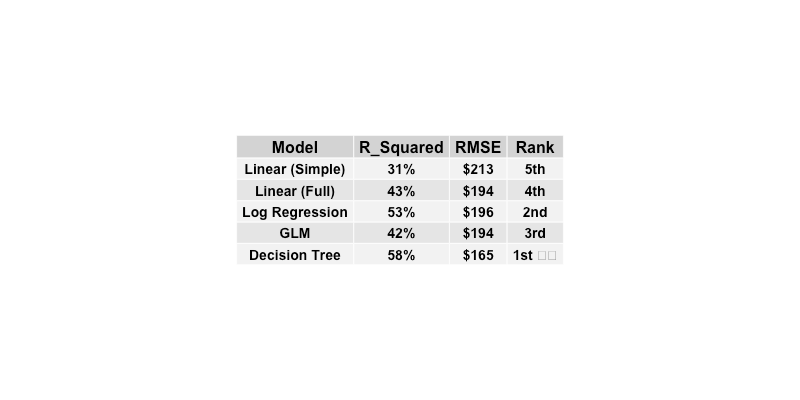 Model R_Squared RMSE Rank
Linear (Simple) 31% $213 5th
Linear (Full) 43% $194 4th
Log Regression 53% $196 2nd
GLM 42% $194 3rd
Decision Tree 58% $165 1st